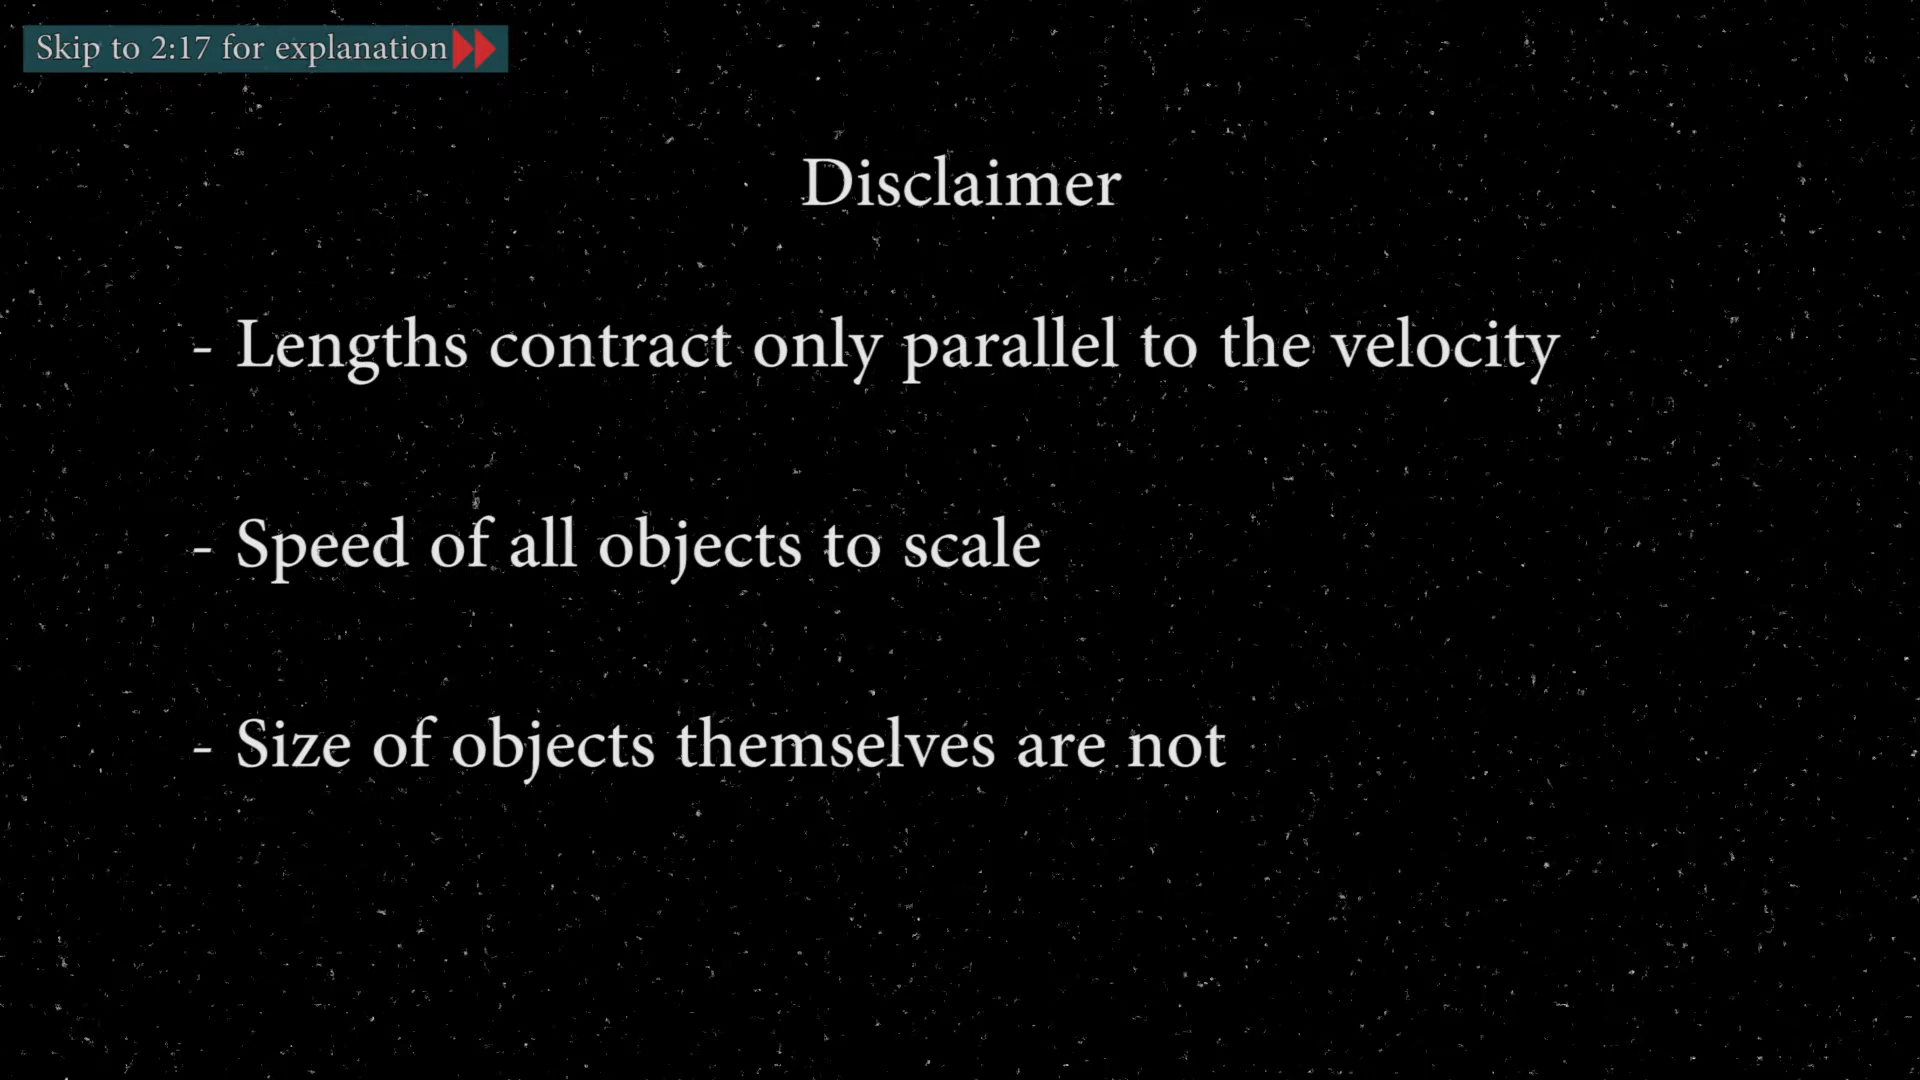 Skip to 2:17 for explanation
Disclaimer
- Lengths contract only parallel to the velocity
- Speed of all objects to scale
- Size of objects themselves are not